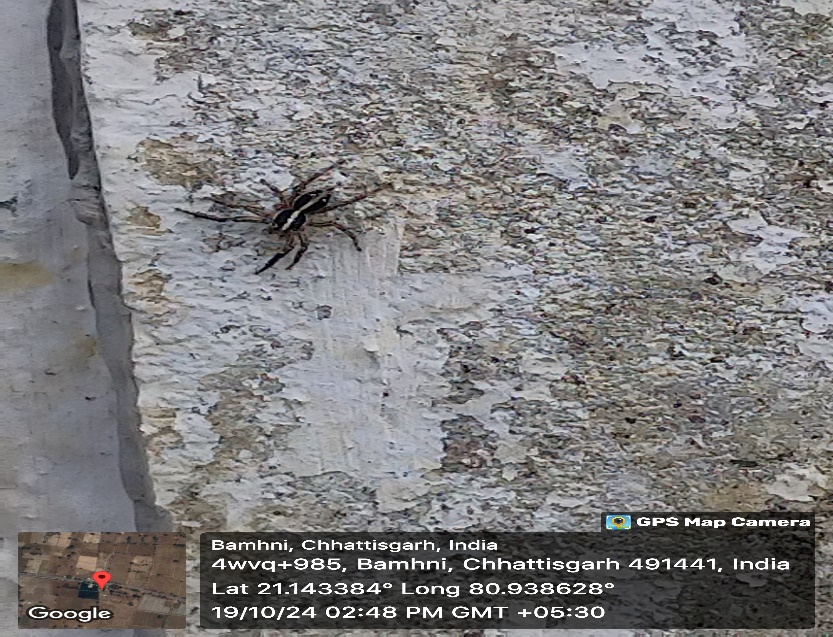 GPS Map Camera
Bamhni, Chhattisgarh, India
4wvq+985, Bamhni, Chhattisgarh 491441, India
Lat 21.143384° Long 80.938628°
19/10/24 02:48 PM GMT +05:30
Google